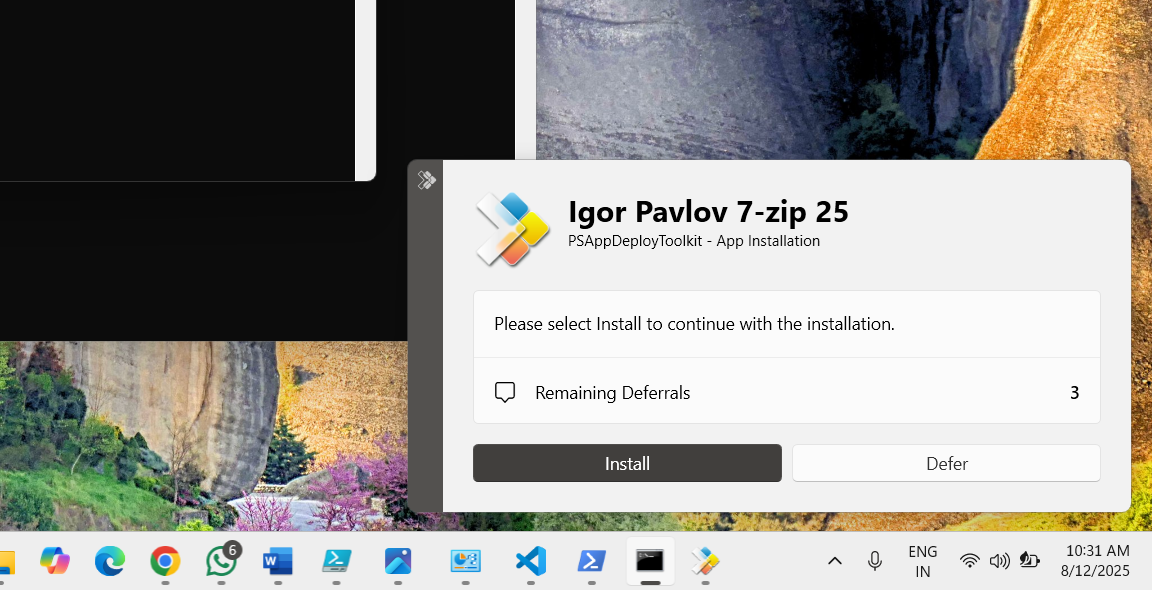 Igor Pavlov 7-zip 25
PSAppDeployToolkit - App Installation
Please select Install to continue with the installation.
Remaining Deferrals 3
Install Defer
6
W
ENG
IN
10:31 AM
8/12/2025